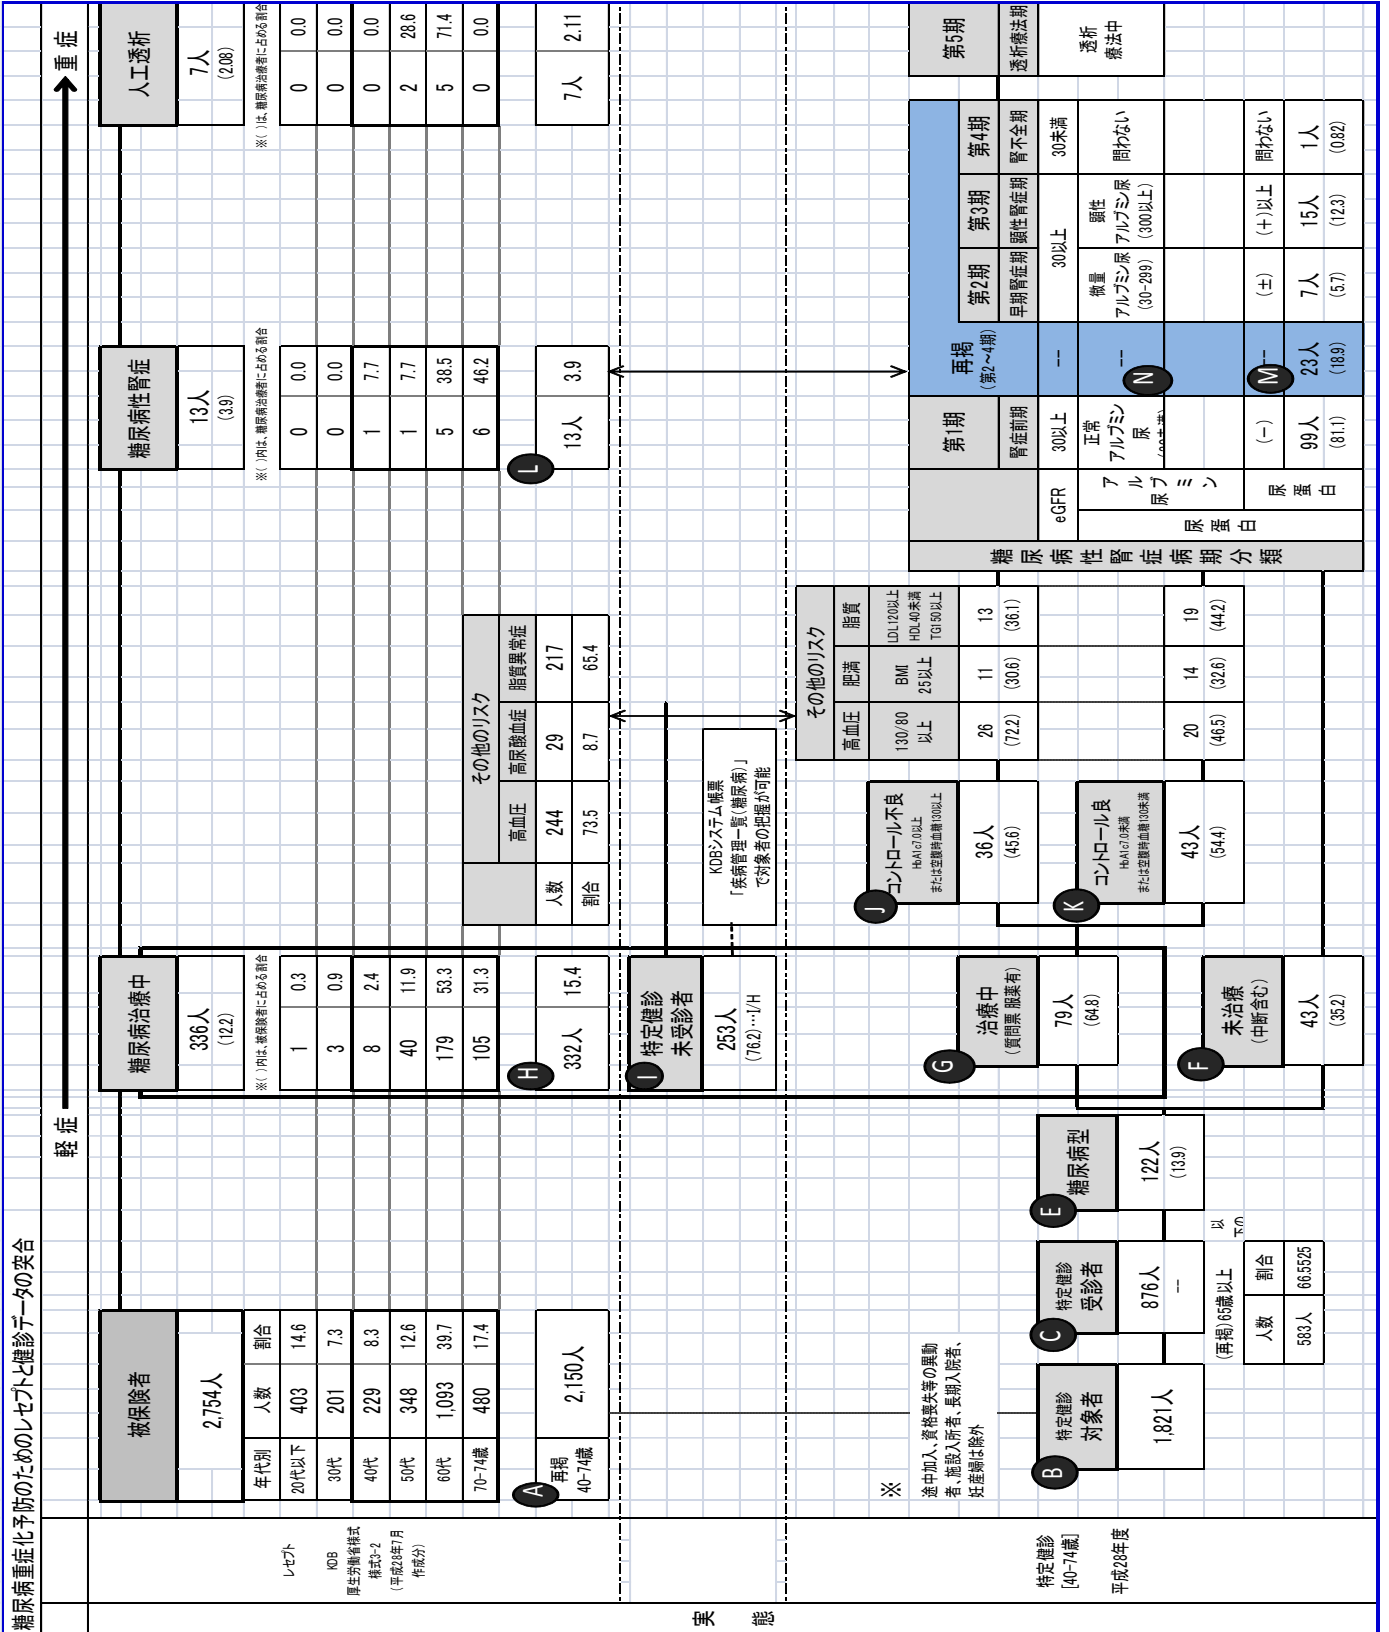 糖尿病重症化予防のためのレセプトと健診データの突合
軽症
重症
実態
レセプト
KDB
厚生労働省様式
様式3-2
(平成28年7月
作成分)
被保険者
2,754人
年代別 人数 割合
20代以下 403 14.6
30代 201 7.3
40代 229 8.3
50代 348 12.6
60代 1,093 39.7
70-74歳 480 17.4
A
再掲
40-74歳
2,150人
糖尿病治療中
336人
(12.2)
※( )内は、被保険者に占める割合
1 0.3
3 0.9
8 2.4
40 11.9
179 53.3
105 31.3
H
332人 15.4
その他のリスク
高血圧 高尿酸血症 脂質異常症
人数 244 29 217
割合 73.5 8.7 65.4
糖尿病性腎症
13人
(3.9)
※( )内は、糖尿病治療者に占める割合
0 0.0
0 0.0
1 7.7
1 7.7
5 38.5
6 46.2
L
13人 3.9
人工透析
7人
(2.08)
※( )は、糖尿病治療者に占める割合
0 0.0
0 0.0
0 0.0
2 28.6
5 71.4
0 0.0
7人 2.11
I
特定健診
未受診者
253人
(76.2)…I/H
KDBシステム帳票
「疾病管理一覧(糖尿病)」
で対象者の把握が可能
特定健診
[40-74歳]
平成28年度
※
途中加入、資格喪失等の異動
者、施設入所者、長期入院者、
妊産婦は除外
B
特定健診
対象者
1,821人
C
特定健診
受診者
876人
--
(再掲)65歳以上
人数 割合
583人 66.5525
以
下の
E
糖尿病型
122人
(13.9)
G
治療中
(質問票 服薬有)
79人
(64.8)
F
未治療
(中断含む)
43人
(35.2)
J
コントロール不良
HbA1c7.0以上
または空腹時血糖130以上
36人
(45.6)
K
コントロール良
HbA1c7.0未満
または空腹時血糖130未満
43人
(54.4)
その他のリスク
高血圧 肥満 脂質
130/80
以上
BMI
25以上
LDL120以上
HDL40未満
TG150以上
26 11 13
(72.2) (30.6) (36.1)
20 14 19
(46.5) (32.6) (44.2)
糖尿病性腎症病期分類
eGFR
尿蛋白
尿アルブミン
尿蛋白
第1期
腎症前期
30以上
正常
アルブミン
尿
(－)
99人
(81.1)
再掲
(第2～4期)
--
--
N
M
--
23人
(18.9)
第2期
早期腎症期
30以上
微量
アルブミン尿
(30-299)
(±)
7人
(5.7)
第3期
顕性腎症期
顕性
アルブミン尿
(300以上)
(+)以上
15人
(12.3)
第4期
腎不全期
30未満
問わない
問わない
1人
(0.82)
第5期
透析療法期
透析
療法中